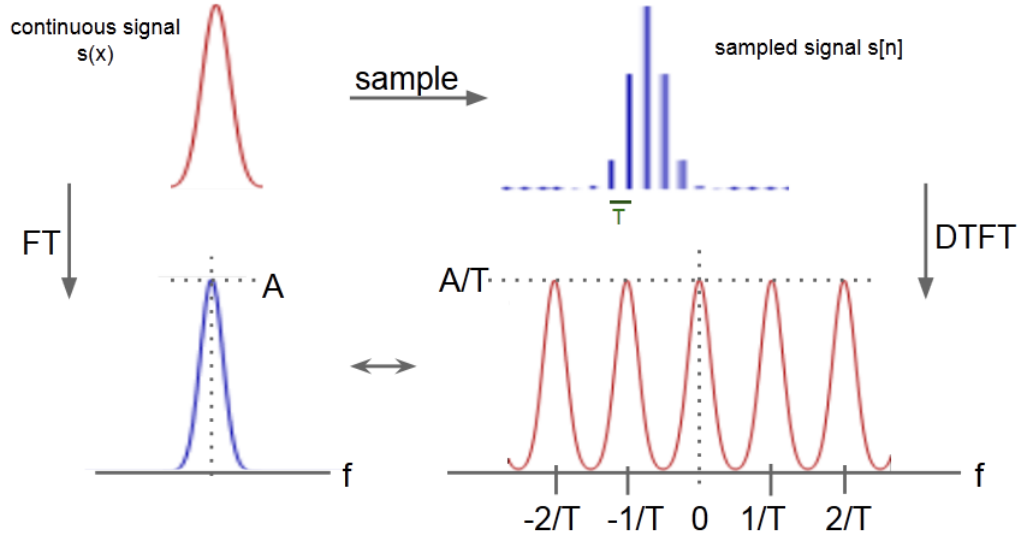 continuous signal
s(x)
sample
sampled signal s[n]
T
FT
DTFT
A
A/T
f
f
-2/T
-1/T
0
1/T
2/T